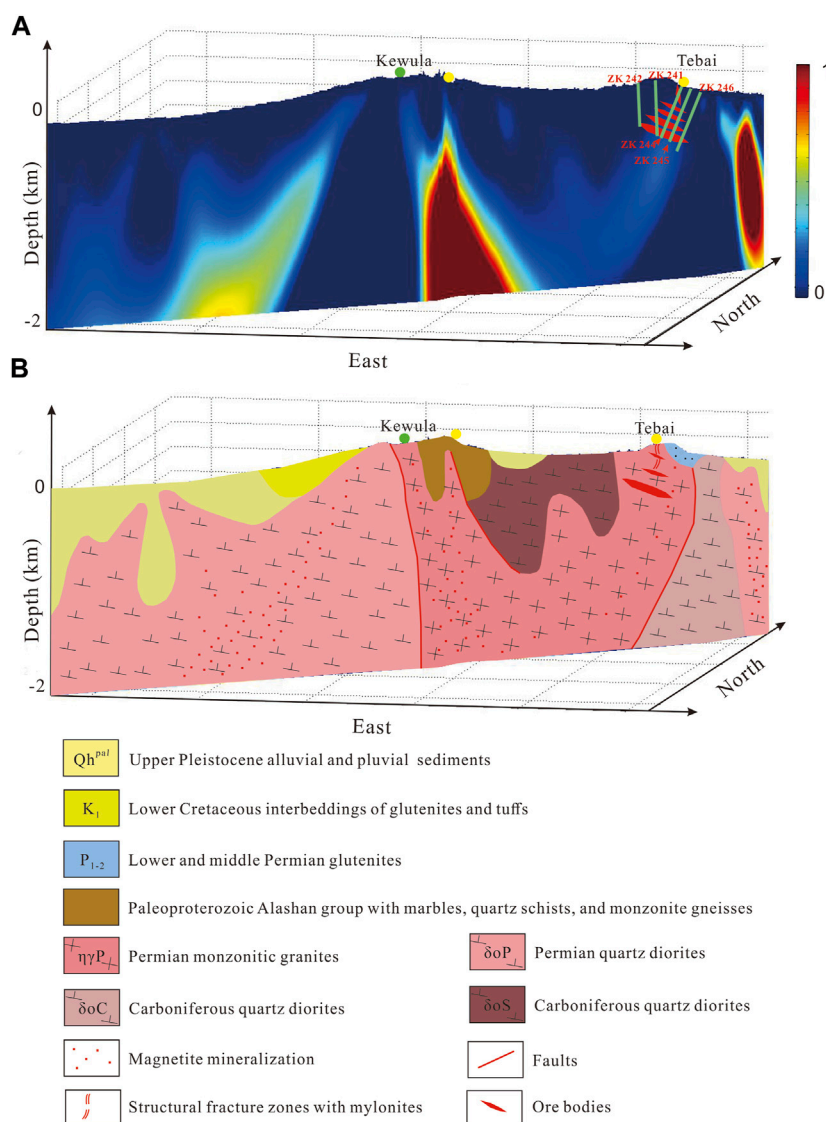 A
Kewula
Tebai
ZK 242
ZK 241
ZK 246
ZK 244
ZK 245
1
0
0
-2
Depth (km)
East
North
B
Kewula
Tebai
0
-2
Depth (km)
East
North
Qh^pal Upper Pleistocene alluvial and pluvial sediments
K₁ Lower Cretaceous interbeddings of glutenites and tuffs
P₁₋₂ Lower and middle Permian glutenites
Paleoproterozoic Alashan group with marbles, quartz schists, and monzonite gneisses
ηγP Permian monzonitic granites
δoP Permian quartz diorites
δoC Carboniferous quartz diorites
δoS Carboniferous quartz diorites
Magnetite mineralization
Faults
Structural fracture zones with mylonites
Ore bodies